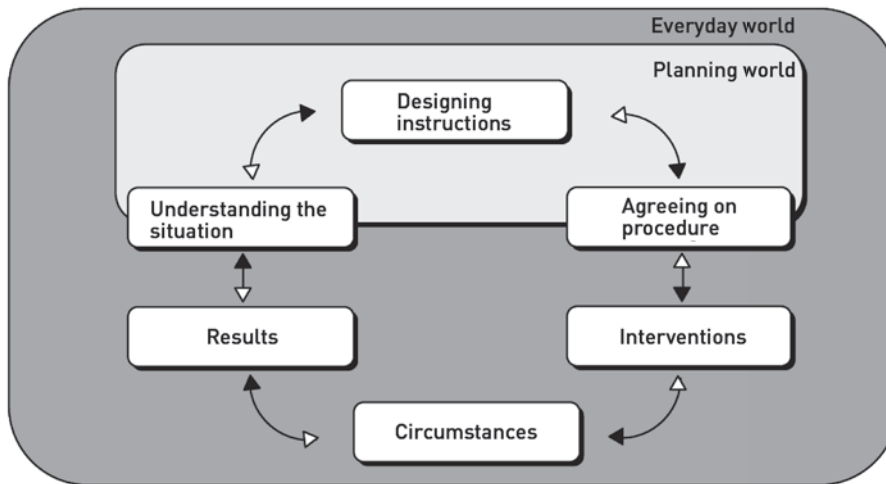 Everyday world
Planning world
Designing
instructions
Understanding the
situation
Agreeing on
procedure
Results
Interventions
Circumstances